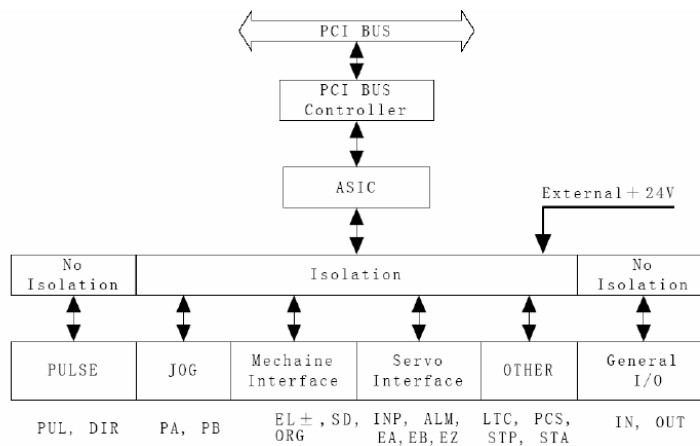 PCI BUS
PCI BUS
Controller
ASIC
External+24V
No
Isolation
Isolation
No
Isolation
PULSE
JOG
Mechaine
Interface
Servo
Interface
OTHER
General
I/O
PUL, DIR
PA, PB
EL±, SD,
ORG
INP, ALM,
EA, EB, EZ
LTC, PCS,
STP, STA
IN, OUT